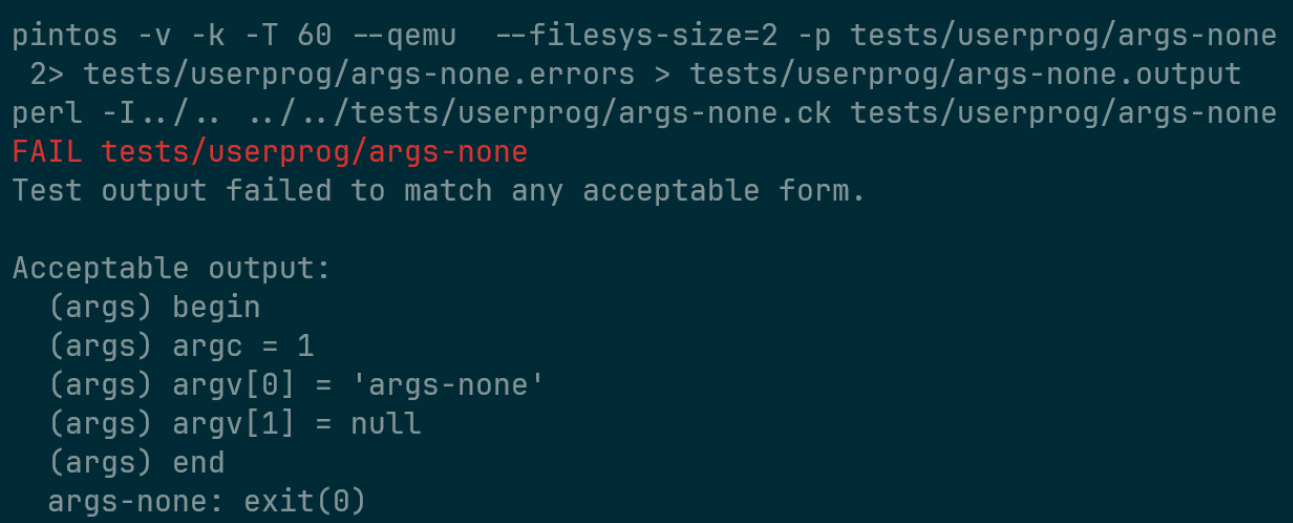 pintos -v -k -T 60 --qemu  --filesys-size=2 -p tests/userprog/args-none
 2> tests/userprog/args-none.errors > tests/userprog/args-none.output
perl -I../.. ../../tests/userprog/args-none.ck tests/userprog/args-none
FAIL tests/userprog/args-none
Test output failed to match any acceptable form.

Acceptable output:
  (args) begin
  (args) argc = 1
  (args) argv[0] = 'args-none'
  (args) argv[1] = null
  (args) end
  args-none: exit(0)